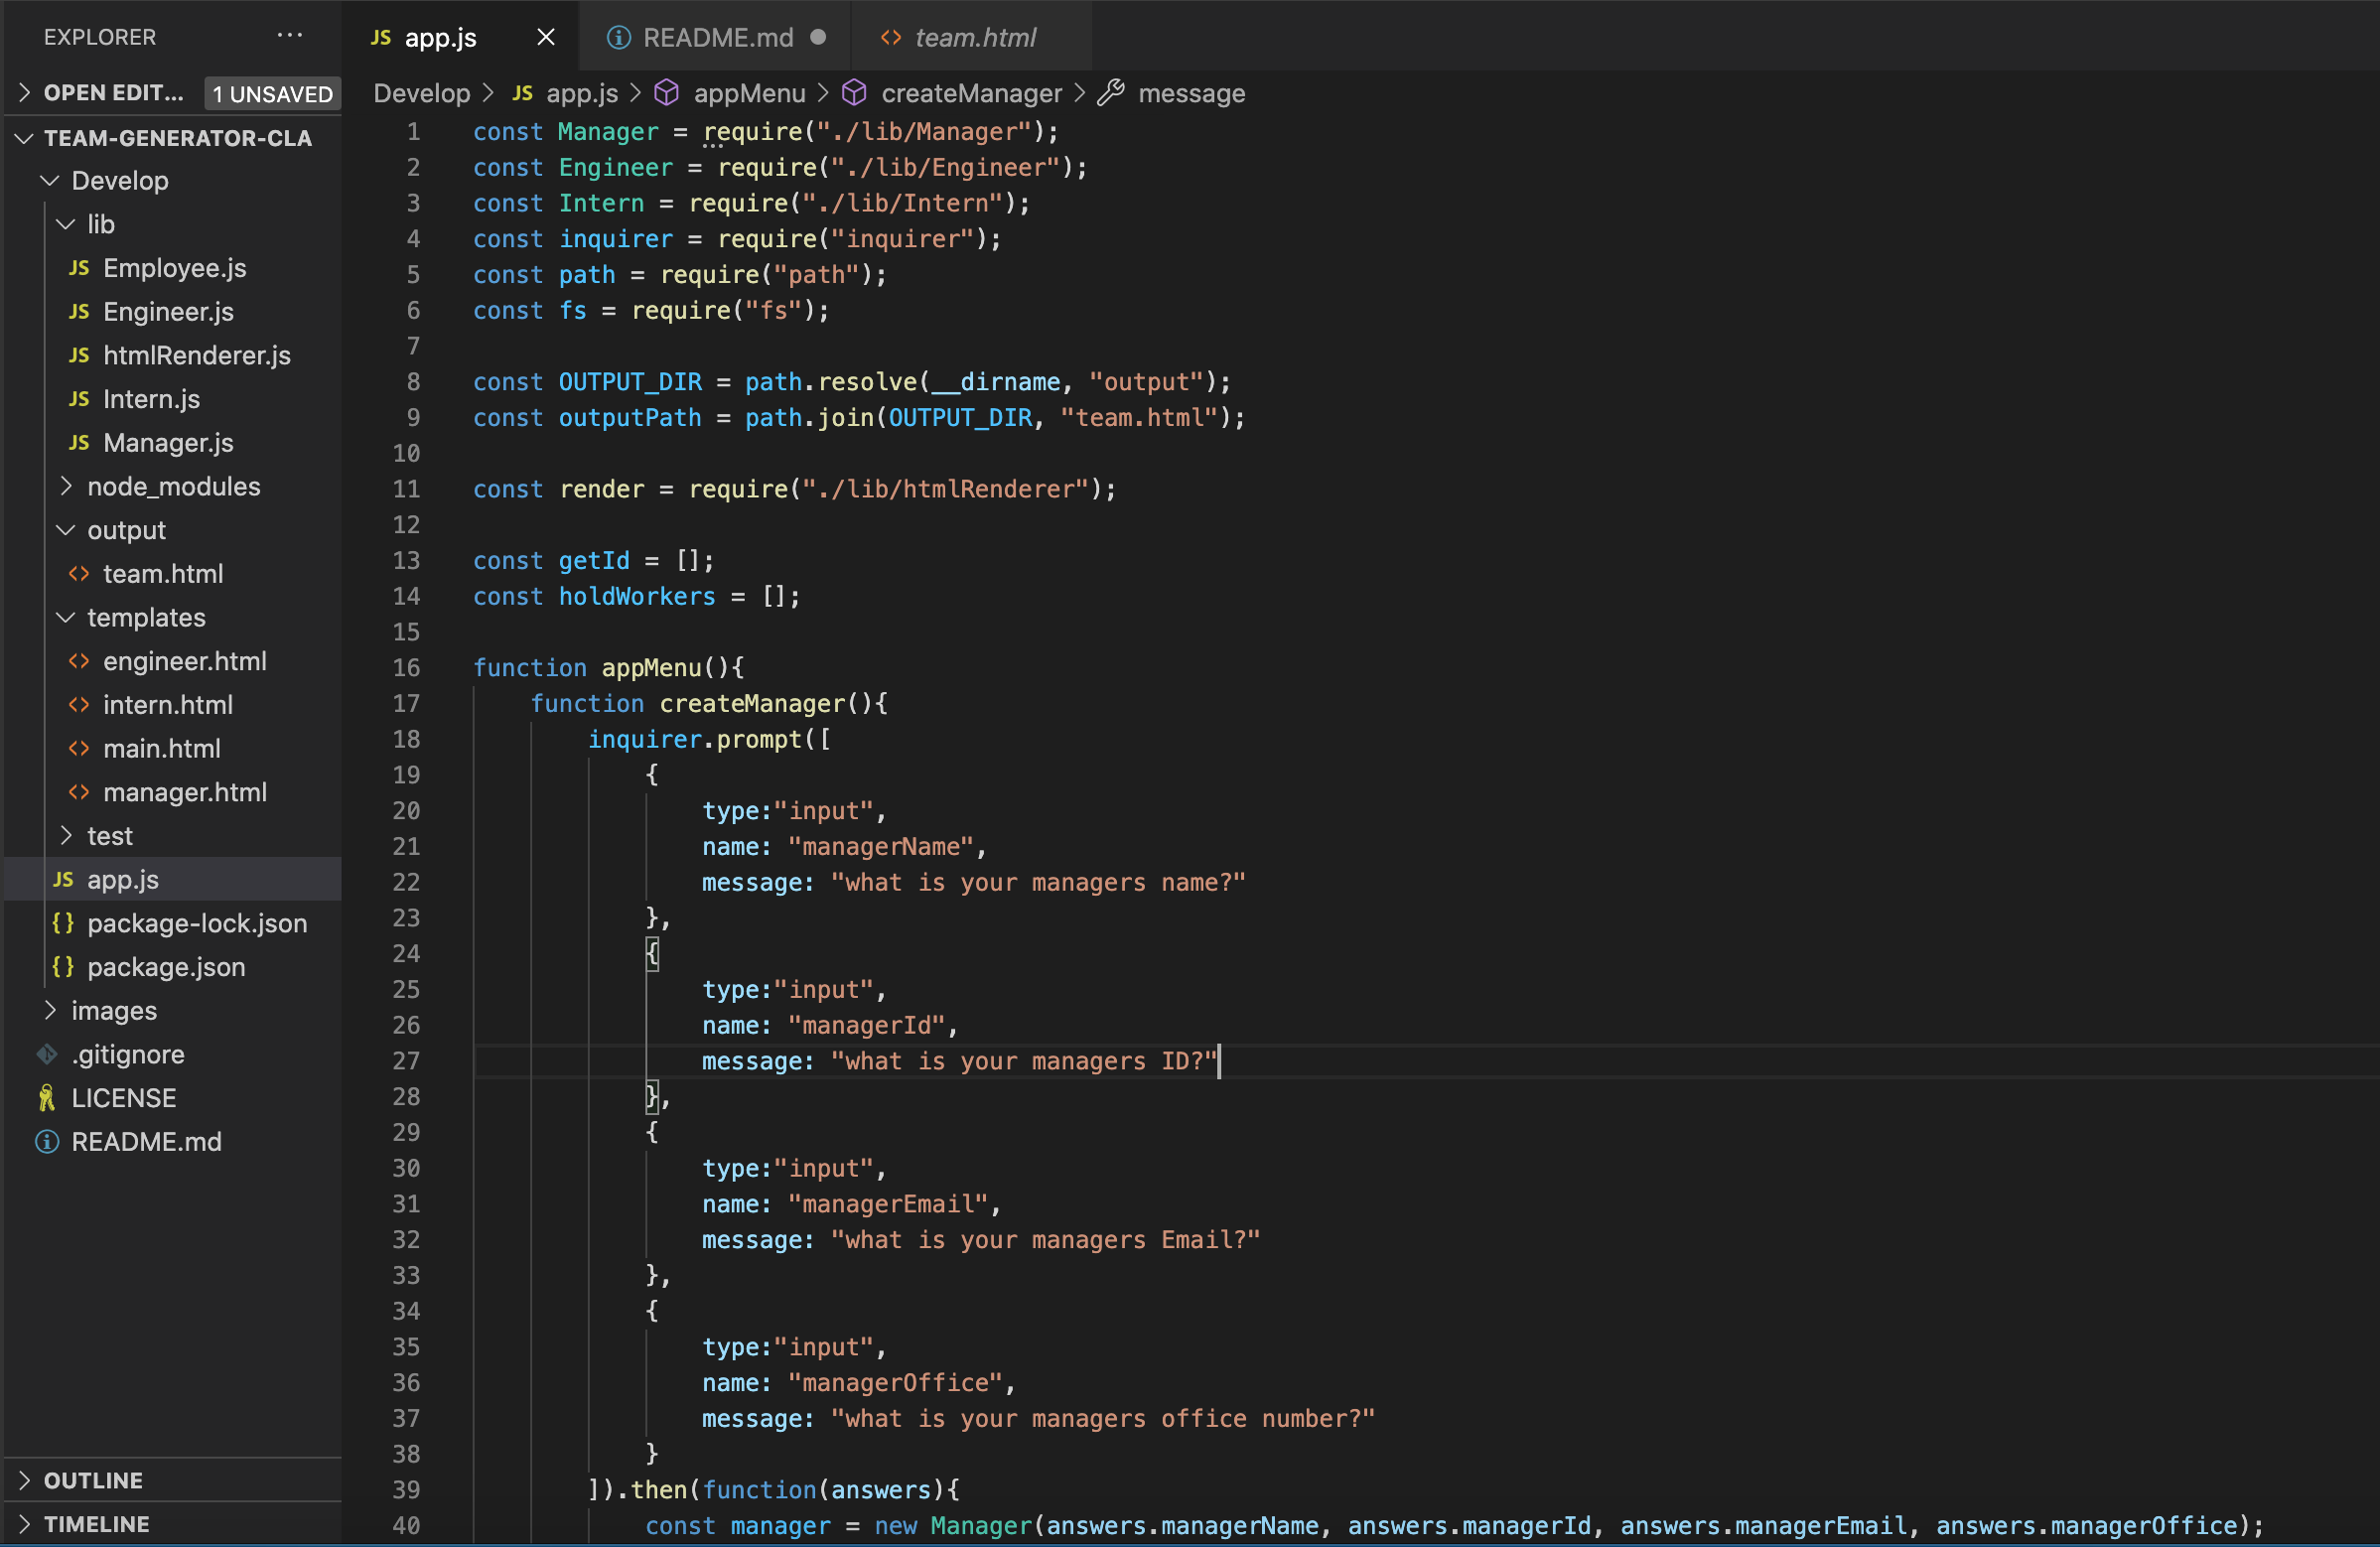 EXPLORER ...
OPEN EDIT... 1 UNSAVED
TEAM-GENERATOR-CLA
Develop
lib
JS Employee.js
JS Engineer.js
JS htmlRenderer.js
JS Intern.js
JS Manager.js
node_modules
output
<> team.html
templates
<> engineer.html
<> intern.html
<> main.html
<> manager.html
test
JS app.js
{} package-lock.json
{} package.json
images
.gitignore
LICENSE
README.md
OUTLINE
TIMELINE
JS app.js README.md <> team.html
Develop > JS app.js > appMenu > createManager > message
1 const Manager = require("./lib/Manager");
2 const Engineer = require("./lib/Engineer");
3 const Intern = require("./lib/Intern");
4 const inquirer = require("inquirer");
5 const path = require("path");
6 const fs = require("fs");
7
8 const OUTPUT_DIR = path.resolve(__dirname, "output");
9 const outputPath = path.join(OUTPUT_DIR, "team.html");
10
11 const render = require("./lib/htmlRenderer");
12
13 const getId = [];
14 const holdWorkers = [];
15
16 function appMenu(){
17 function createManager(){
18 inquirer.prompt([
19 {
20 type:"input",
21 name: "managerName",
22 message: "what is your managers name?"
23 },
24 {
25 type:"input",
26 name: "managerId",
27 message: "what is your managers ID?"
28 },
29 {
30 type:"input",
31 name: "managerEmail",
32 message: "what is your managers Email?"
33 },
34 {
35 type:"input",
36 name: "managerOffice",
37 message: "what is your managers office number?"
38 }
39 ]).then(function(answers){
40 const manager = new Manager(answers.managerName, answers.managerId, answers.managerEmail, answers.managerOffice);